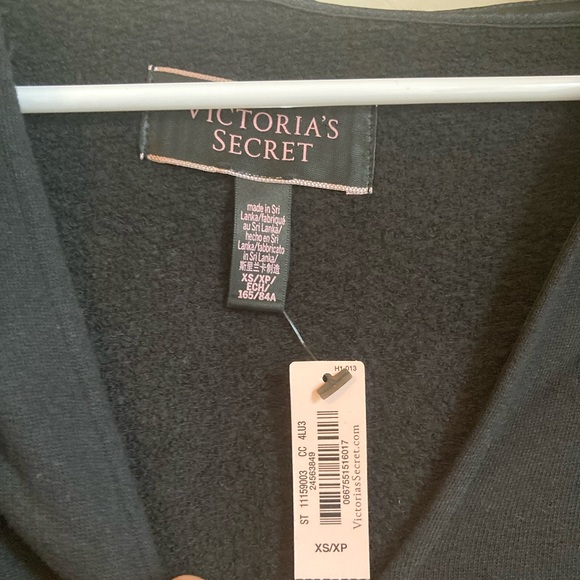 VICTORIA'S
SECRET
made in Sri
Lanka/fabriqué
au Sri Lanka/
hecho en Sri
Lanka/fabbricato
in Sri Lanka/
斯里兰卡制造
XS/XP/
ECH/
165/84A
H1-013
ST 11159003 CC 4LU3
24563849
0667551516017
VictoriasSecret.com
XS/XP